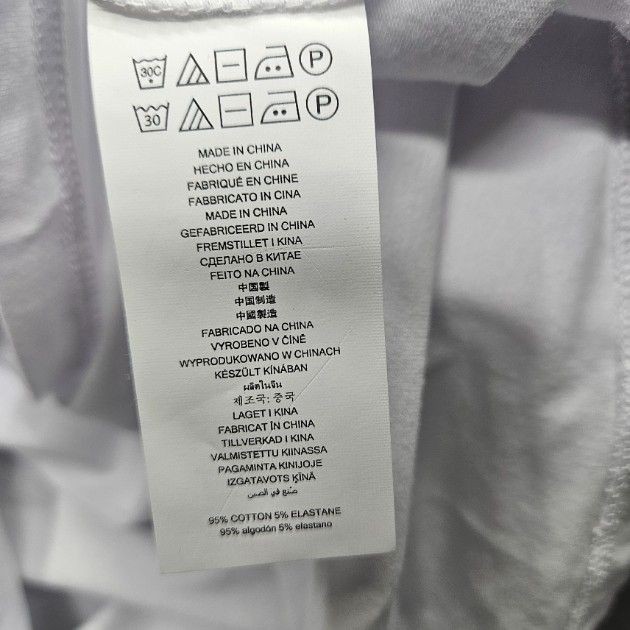 30C P
30 P
MADE IN CHINA
HECHO EN CHINA
FABRIQUÉ EN CHINE
FABBRICATO IN CINA
MADE IN CHINA
GEFABRICEERD IN CHINA
FREMSTILLET I KINA
СДЕЛАНО В КИТАЕ
FEITO NA CHINA
中国製
中国制造
中國製造
FABRICADO NA CHINA
VYROBENO V ČÍNĚ
WYPRODUKOWANO W CHINACH
KÉSZÜLT KÍNÁBAN
ผลิตในจีน
제조국: 중국
LAGET I KINA
FABRICAT ÎN CHINA
TILLVERKAD I KINA
VALMISTETTU KIINASSA
PAGAMINTA KINIJOJE
IZGATAVOTS ĶĪNĀ
صنع في الصين
95% COTTON 5% ELASTANE
95% algodón 5% elastano